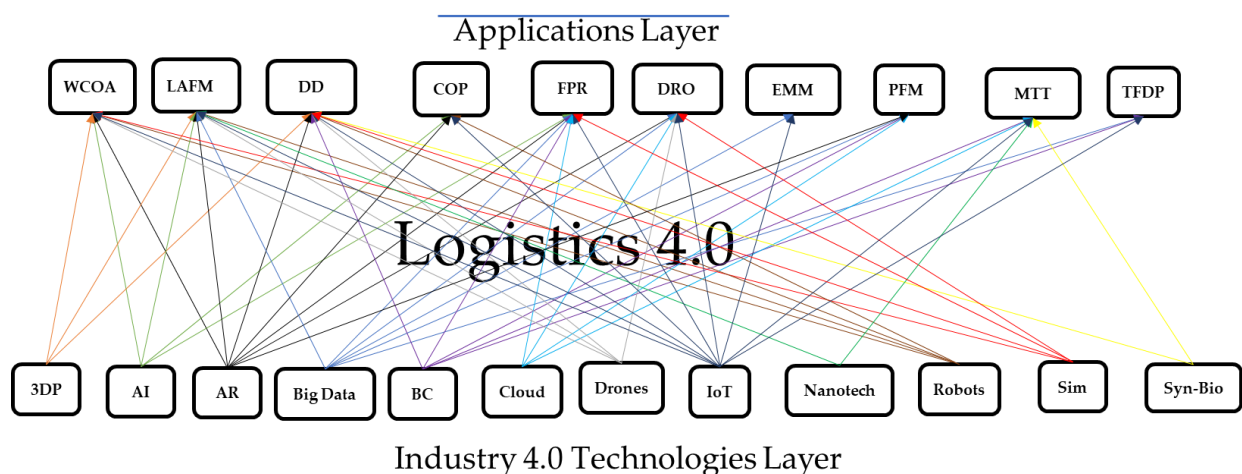 Applications Layer
WCOA
LAFM
DD
COP
FPR
DRO
EMM
PFM
MTT
TFDP
Logistics 4.0
3DP
AI
AR
Big Data
BC
Cloud
Drones
IoT
Nanotech
Robots
Sim
Syn-Bio
Industry 4.0 Technologies Layer